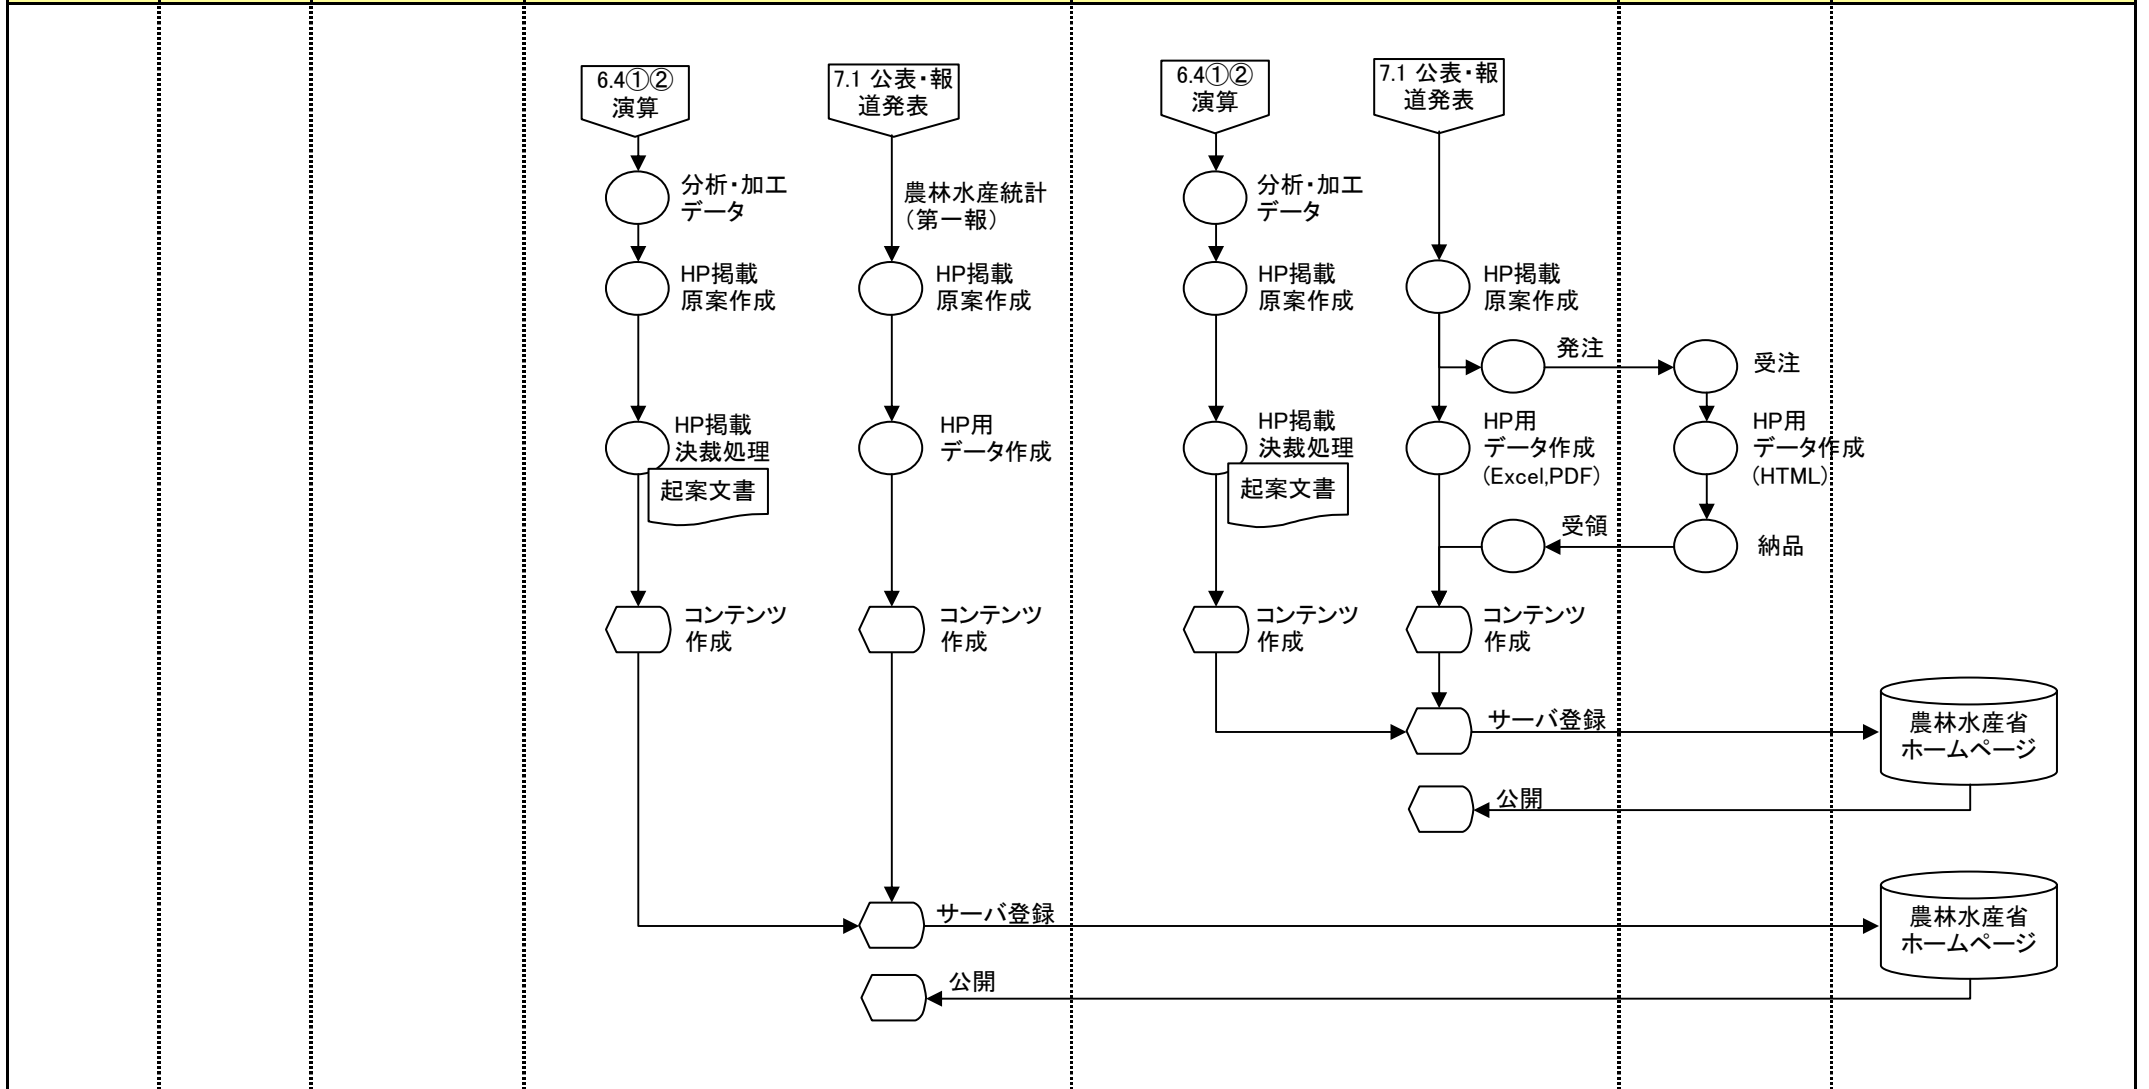 6.4①②
演算
7.1 公表・報
道発表
6.4①②
演算
7.1 公表・報
道発表
分析・加工
データ
農林水産統計
（第一報）
分析・加工
データ
HP掲載
原案作成
HP掲載
原案作成
HP掲載
原案作成
HP掲載
原案作成
発注
受注
HP掲載
決裁処理
起案文書
HP用
データ作成
HP掲載
決裁処理
起案文書
HP用
データ作成
(Excel,PDF)
HP用
データ作成
(HTML)
受領
納品
コンテンツ
作成
コンテンツ
作成
コンテンツ
作成
コンテンツ
作成
サーバ登録
農林水産省
ホームページ
公開
サーバ登録
農林水産省
ホームページ
公開